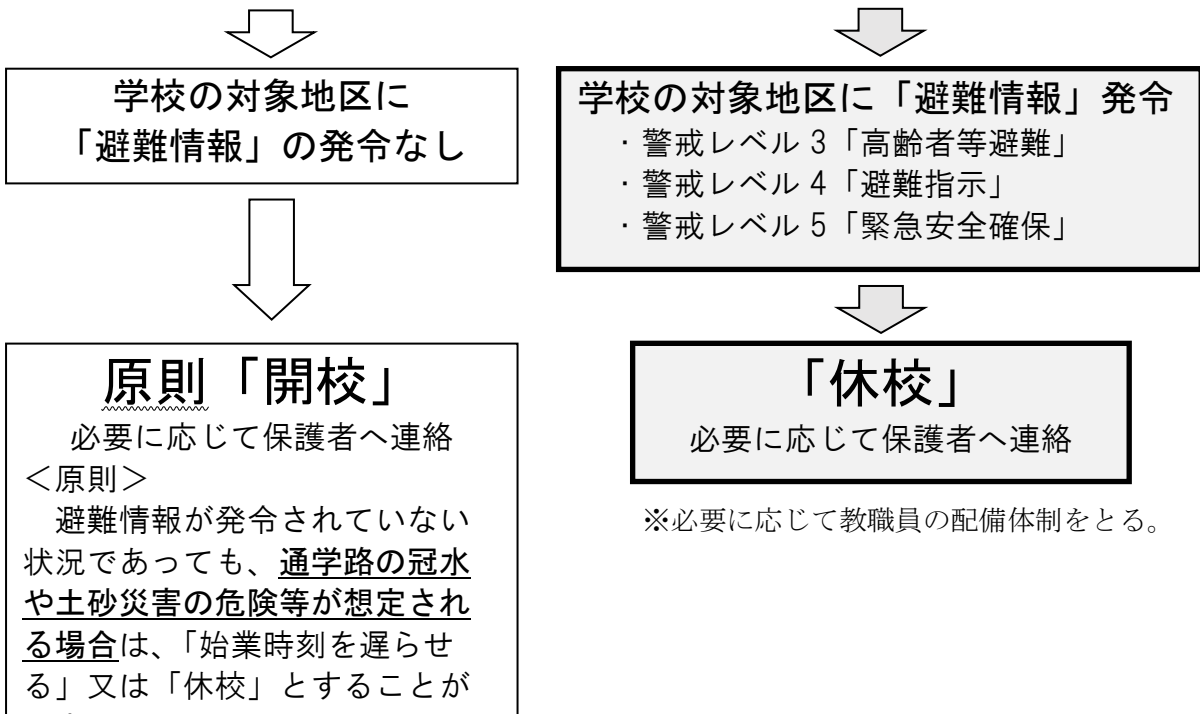 学校の対象地区に
「避難情報」の発令なし
学校の対象地区に「避難情報」発令
・警戒レベル 3「高齢者等避難」
・警戒レベル 4「避難指示」
・警戒レベル 5「緊急安全確保」
原則「開校」
必要に応じて保護者へ連絡
＜原則＞
避難情報が発令されていない
状況であっても、通学路の冠水
や土砂災害の危険等が想定され
る場合は、「始業時刻を遅らせ
る」又は「休校」とすることが
「休校」
必要に応じて保護者へ連絡
※必要に応じて教職員の配備体制をとる。